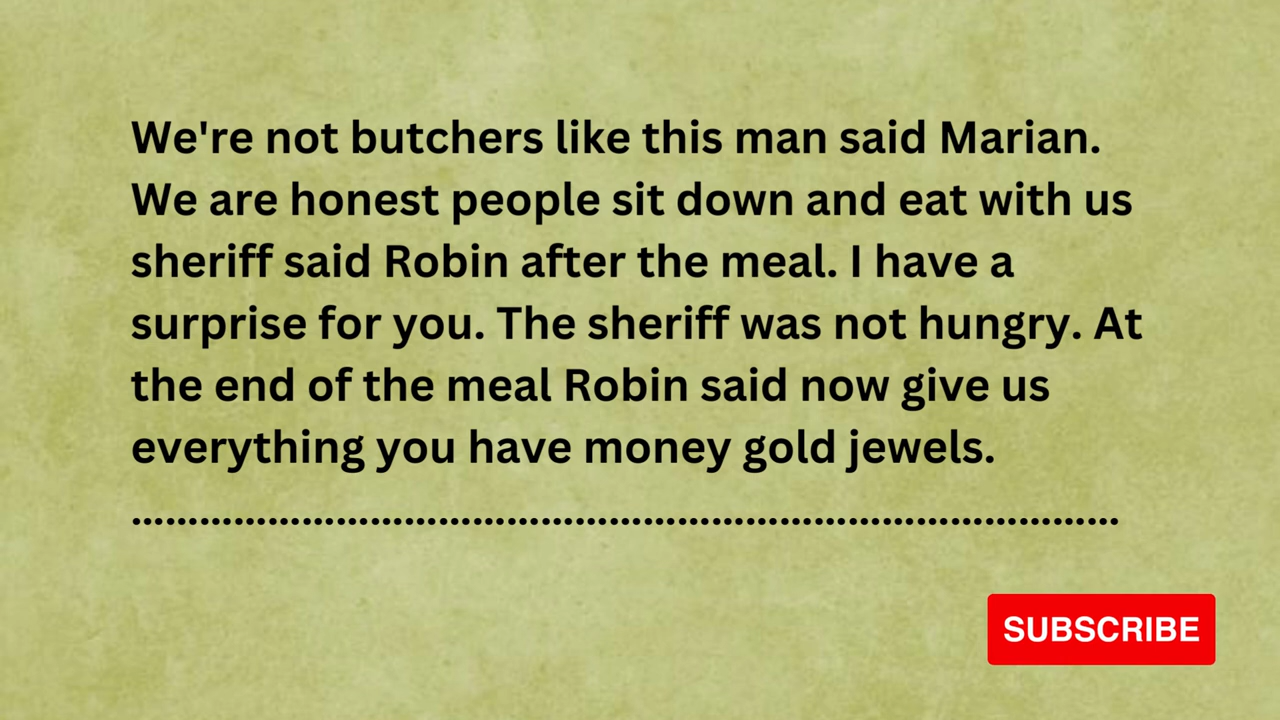 We're not butchers like this man said Marian.
We are honest people sit down and eat with us
sheriff said Robin after the meal. I have a
surprise for you. The sheriff was not hungry. At
the end of the meal Robin said now give us
everything you have money gold jewels.
..........................................................................................
SUBSCRIBE